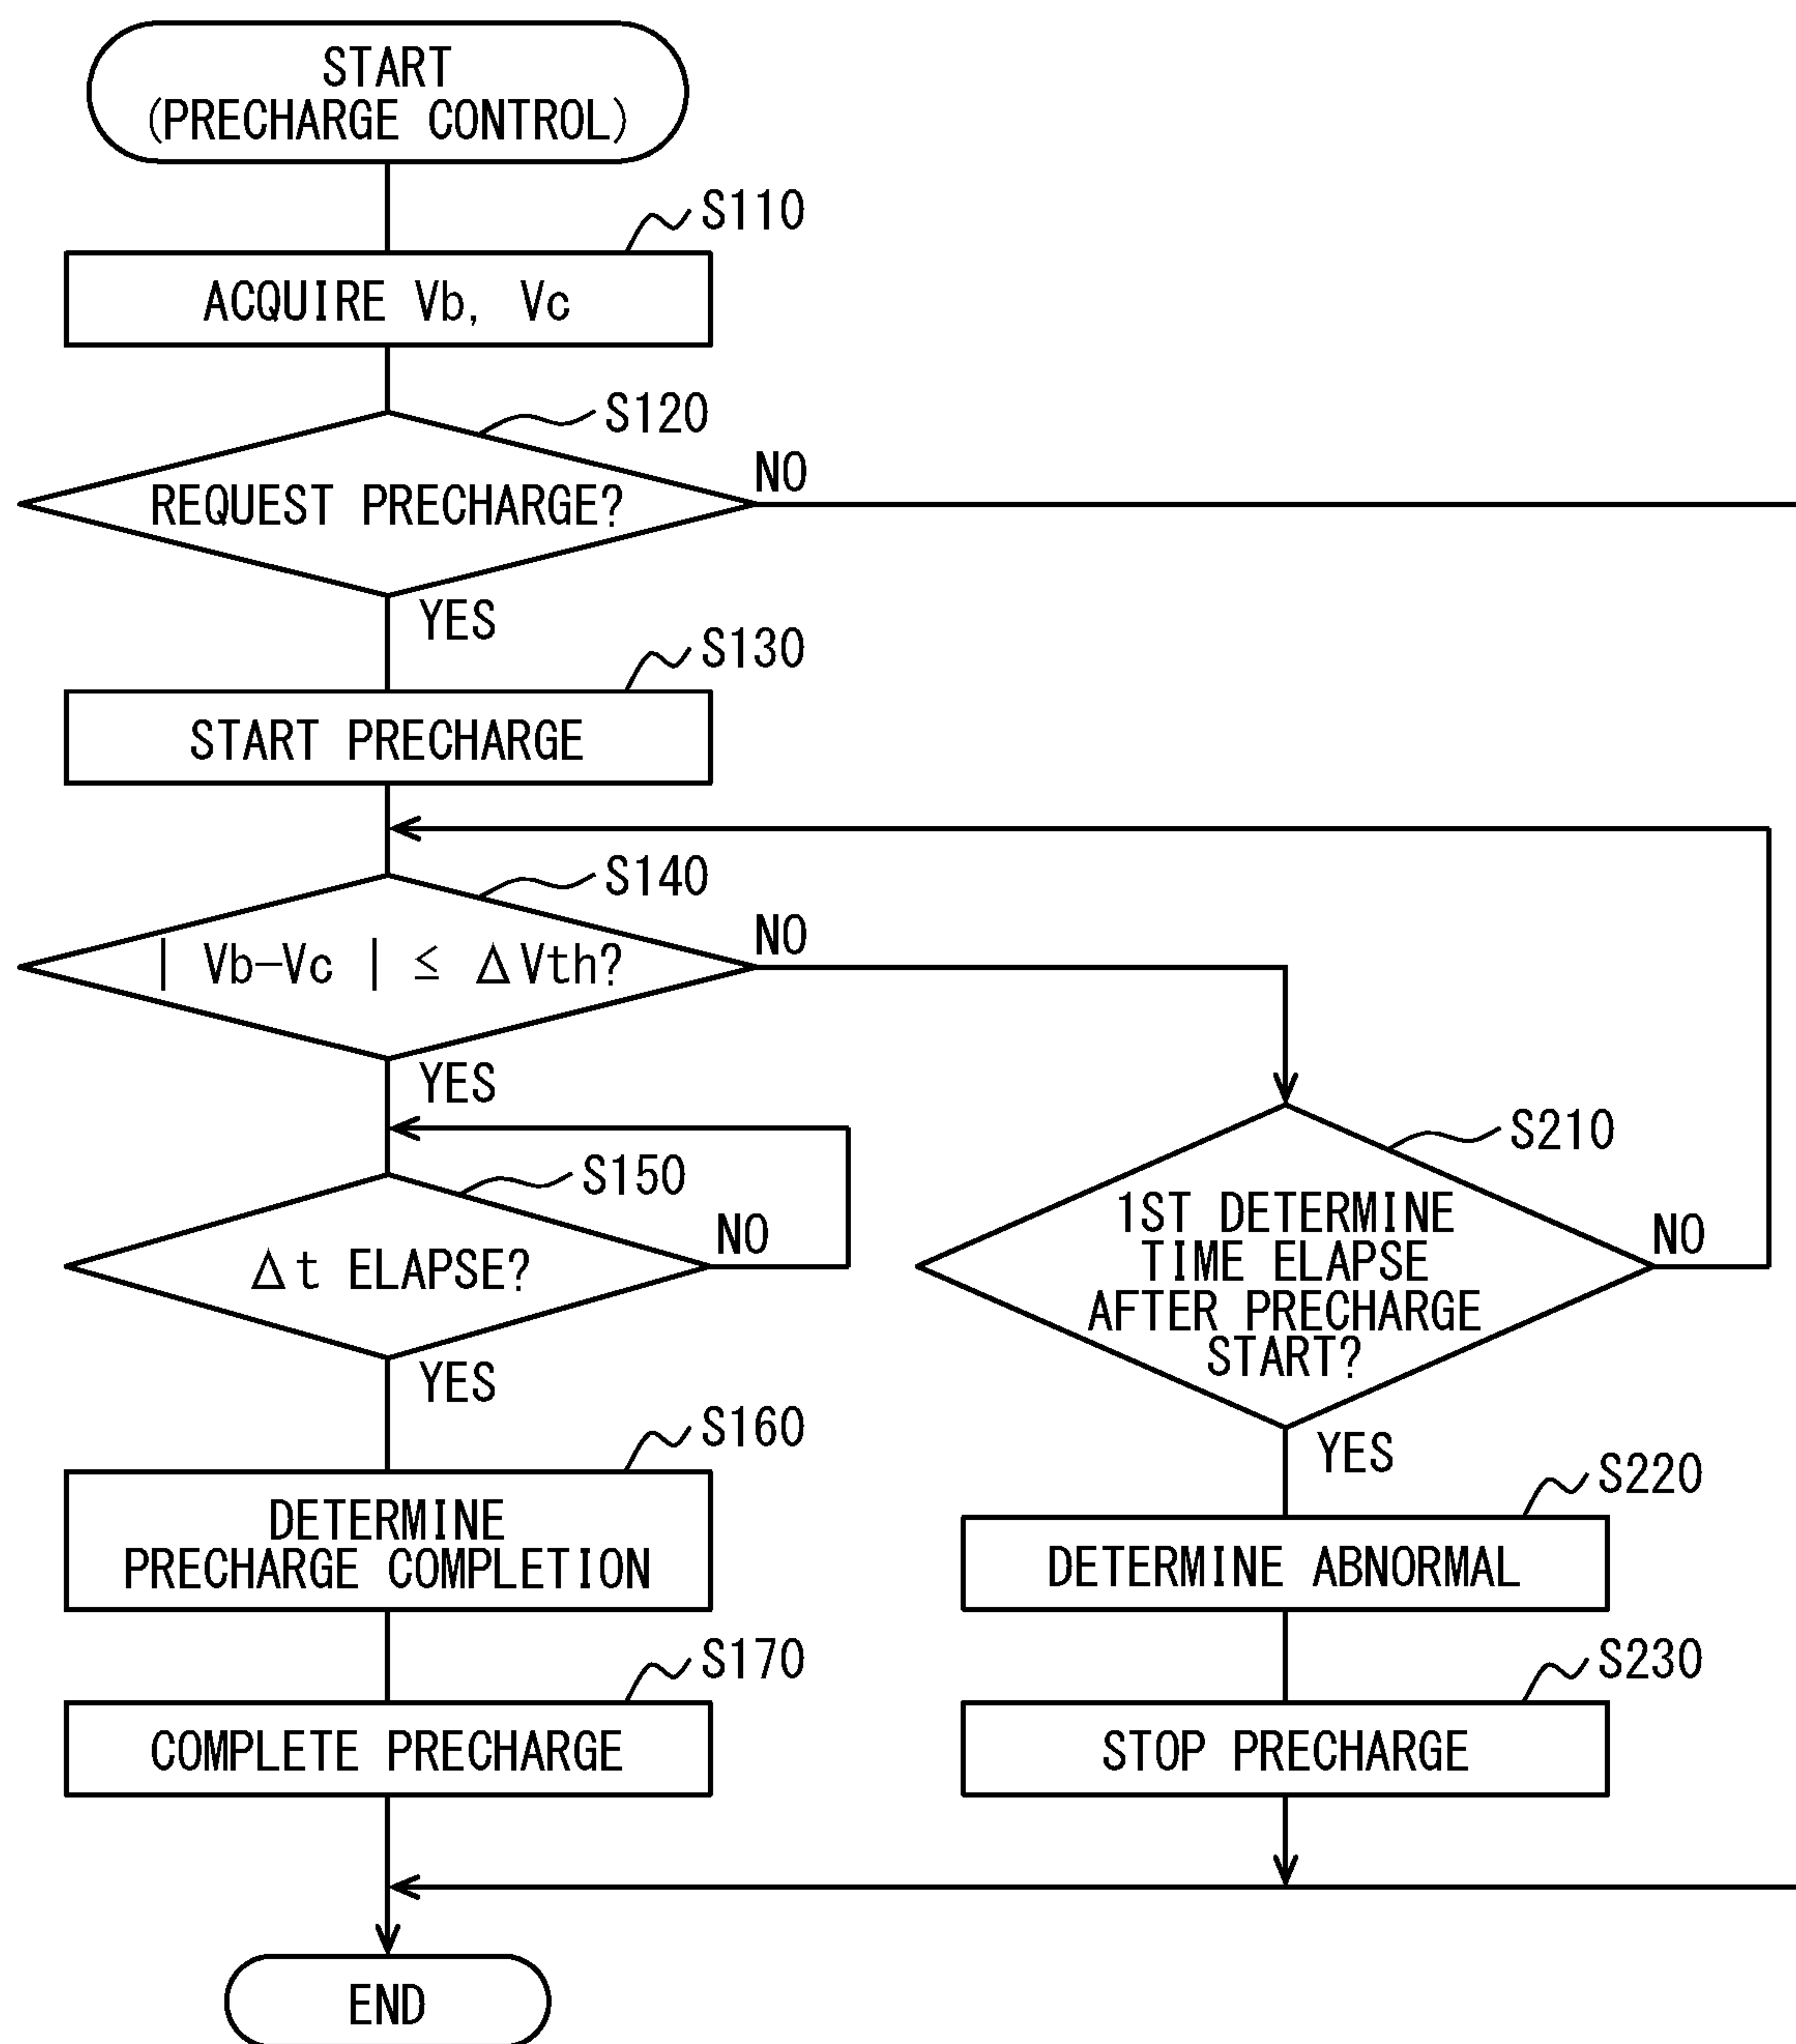 START
(PRECHARGE CONTROL)
S110
ACQUIRE Vb, Vc
S120
REQUEST PRECHARGE?
NO
YES
S130
START PRECHARGE
S140
| Vb-Vc | ≤ ΔVth?
NO
YES
S150
Δt ELAPSE?
NO
YES
S160
DETERMINE
PRECHARGE COMPLETION
S170
COMPLETE PRECHARGE
S210
1ST DETERMINE
TIME ELAPSE
AFTER PRECHARGE
START?
NO
YES
S220
DETERMINE ABNORMAL
S230
STOP PRECHARGE
END